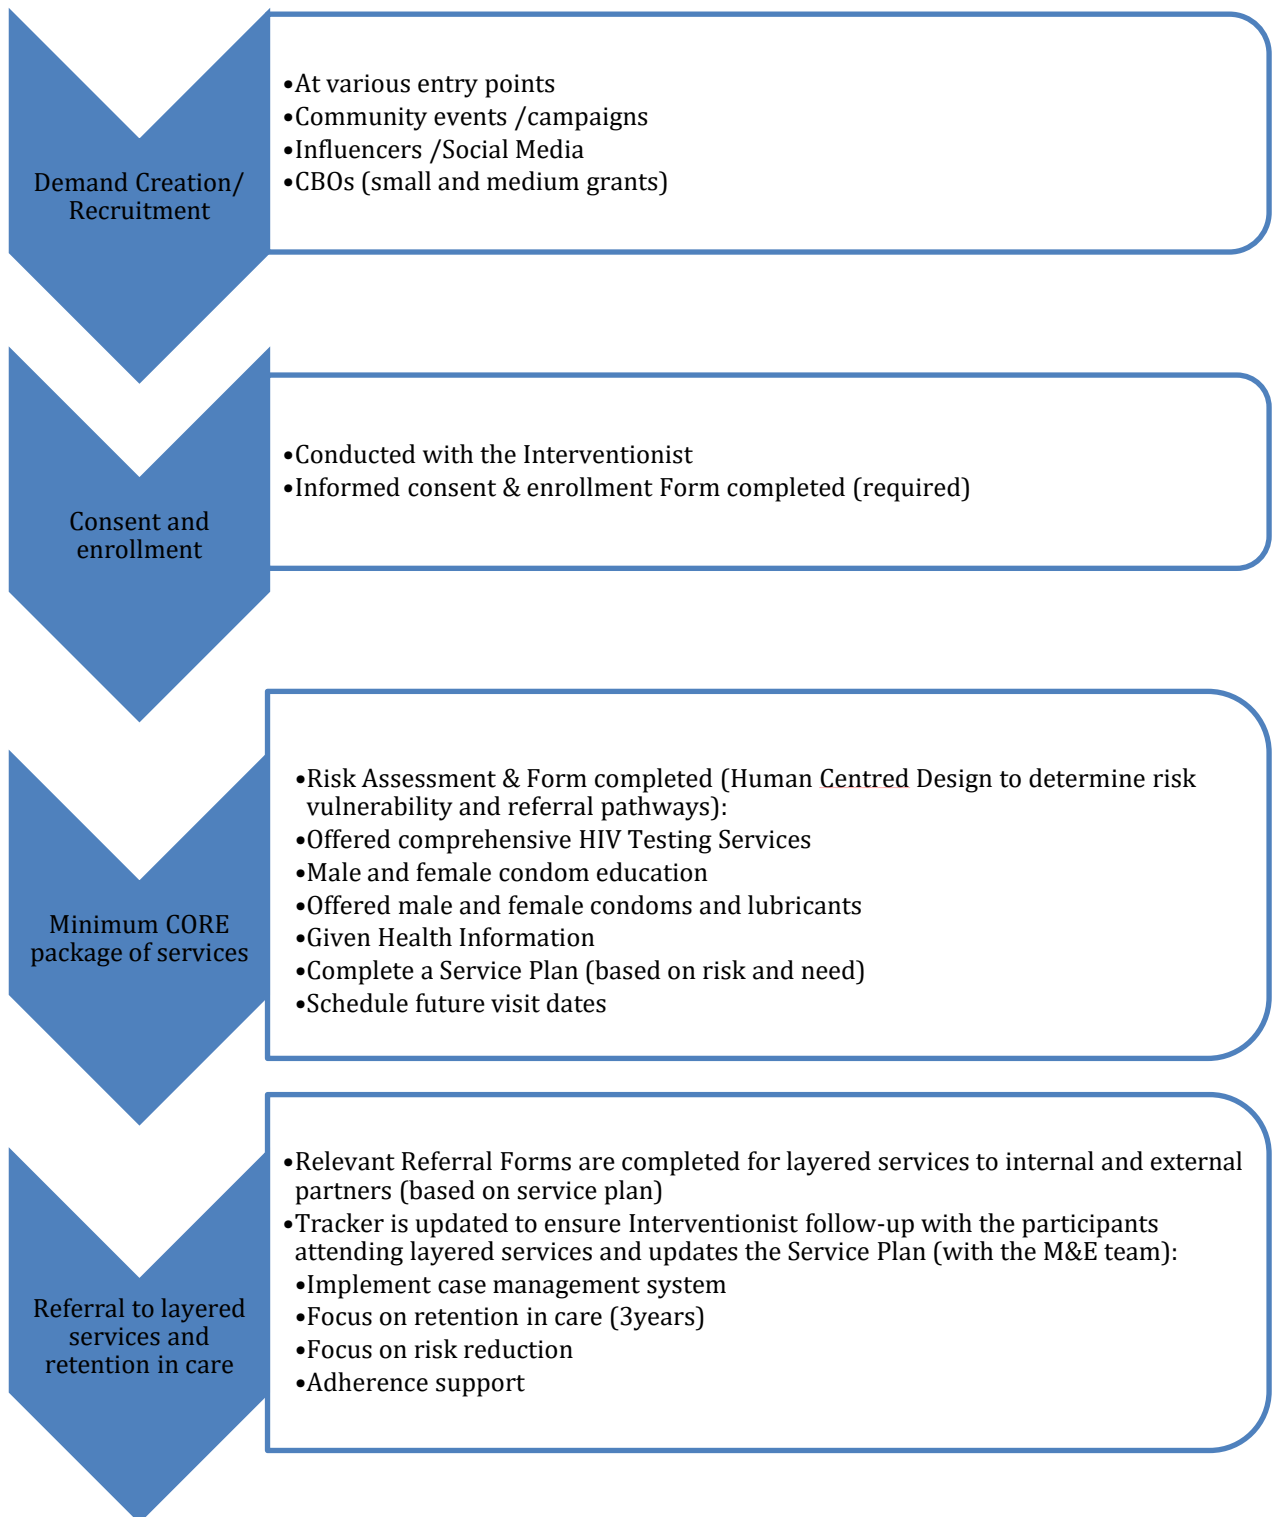 Demand Creation/
Recruitment
•At various entry points
•Community events /campaigns
•Influencers /Social Media
•CBOs (small and medium grants)
Consent and
enrollment
•Conducted with the Interventionist
•Informed consent & enrollment Form completed (required)
Minimum CORE
package of services
•Risk Assessment & Form completed (Human Centred Design to determine risk
vulnerability and referral pathways):
•Offered comprehensive HIV Testing Services
•Male and female condom education
•Offered male and female condoms and lubricants
•Given Health Information
•Complete a Service Plan (based on risk and need)
•Schedule future visit dates
Referral to layered
services and
retention in care
•Relevant Referral Forms are completed for layered services to internal and external
partners (based on service plan)
•Tracker is updated to ensure Interventionist follow-up with the participants
attending layered services and updates the Service Plan (with the M&E team):
•Implement case management system
•Focus on retention in care (3years)
•Focus on risk reduction
•Adherence support